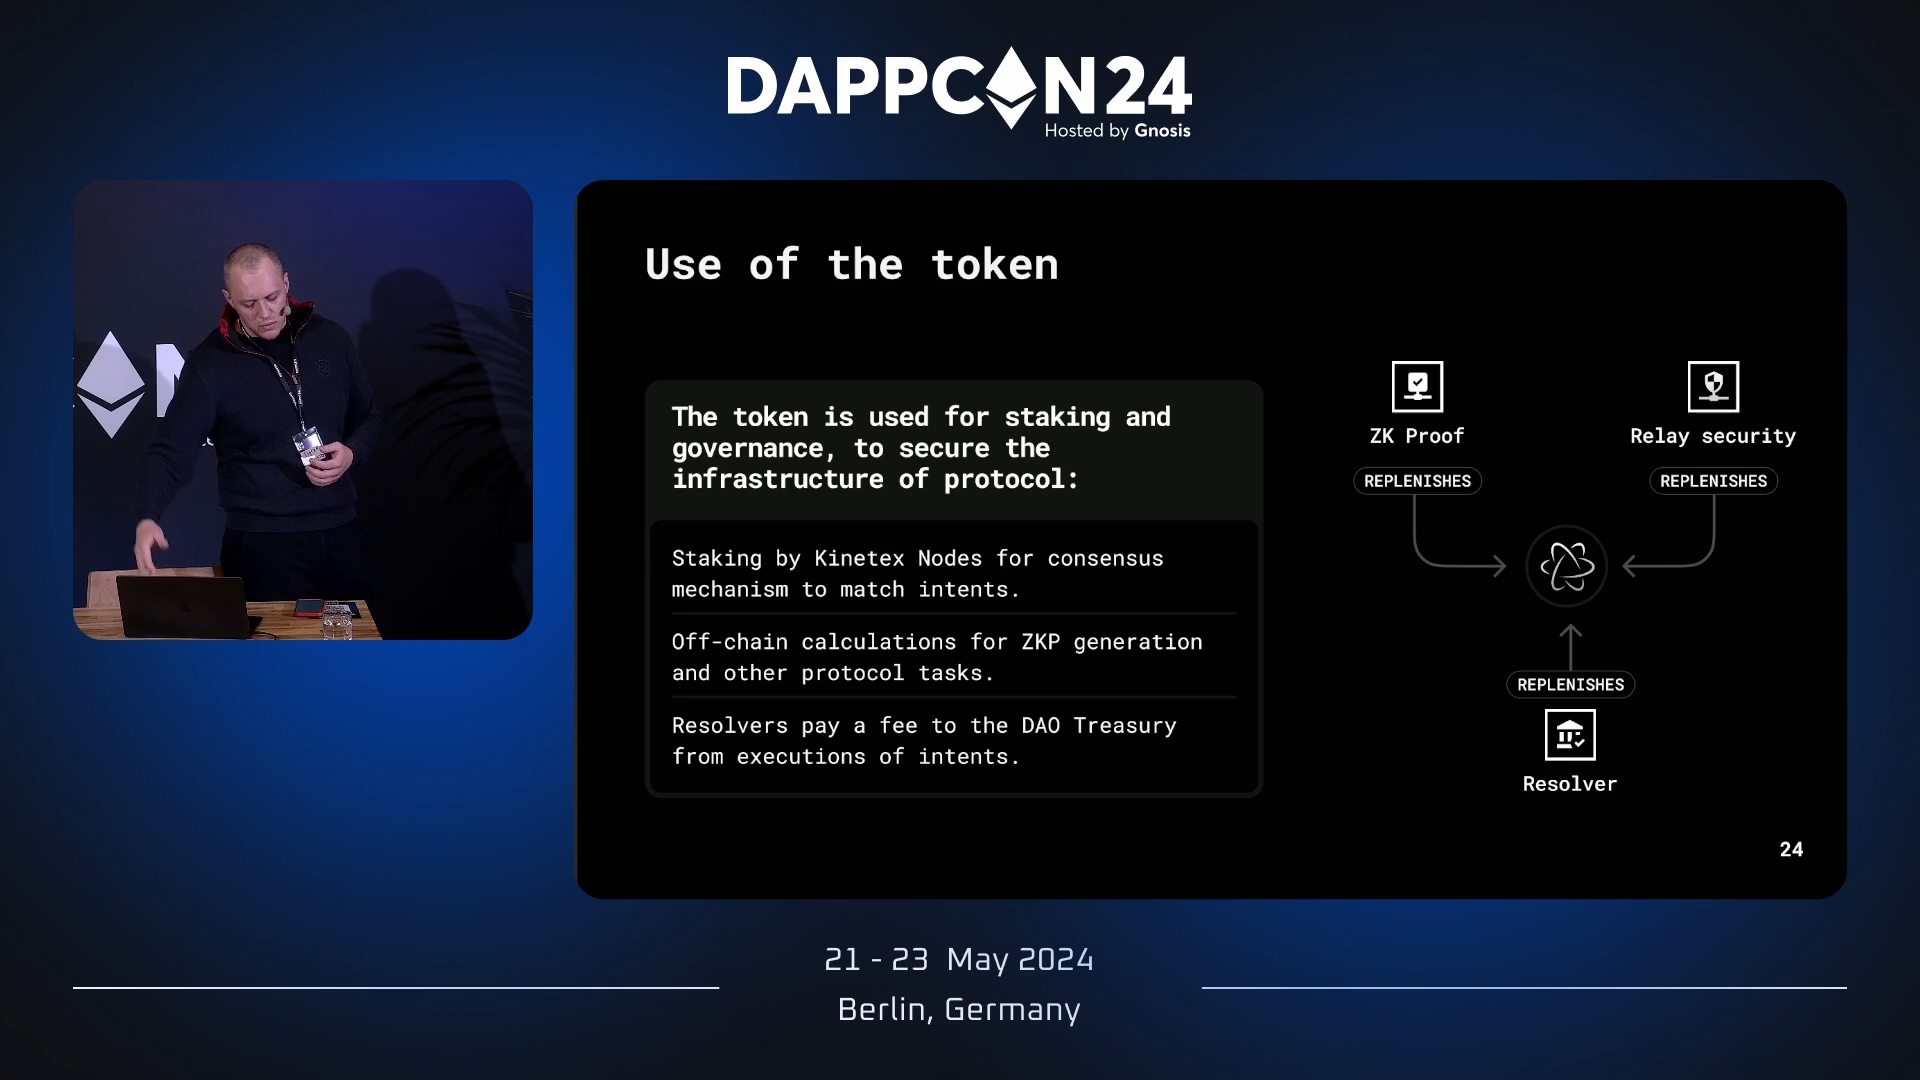 DAPPCON24
Hosted by Gnosis
Use of the token
The token is used for staking and
governance, to secure the
infrastructure of protocol:
Staking by Kinetex Nodes for consensus
mechanism to match intents.
Off-chain calculations for ZKP generation
and other protocol tasks.
Resolvers pay a fee to the DAO Treasury
from executions of intents.
ZK Proof
REPLENISHES
Relay security
REPLENISHES
REPLENISHES
Resolver
24
21 - 23 May 2024
Berlin, Germany